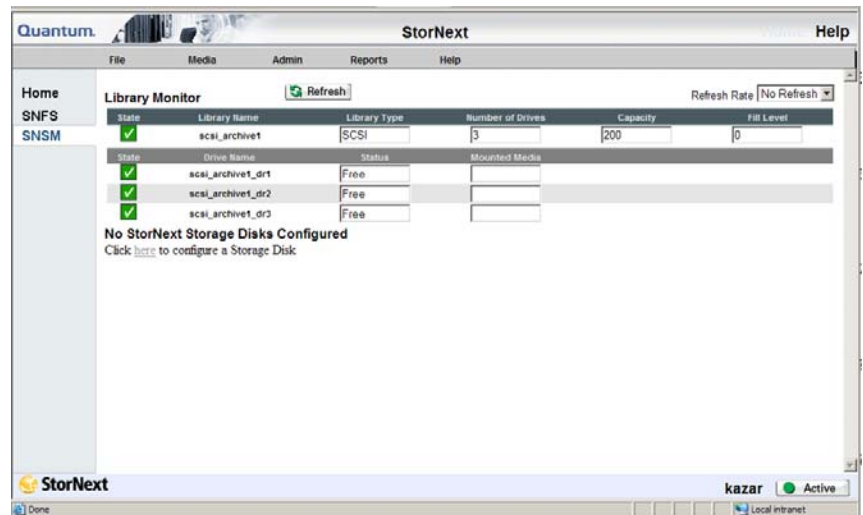 Quantum. StorNext Help
File Media Admin Reports Help
Home
SNFS
SNSM
Library Monitor Refresh Refresh Rate No Refresh
State Library Name Library Type Number of Drives Capacity Fill Level
scsi_archive1 SCSI 3 200 0
State Drive Name Status Mounted Media
scsi_archive1_dr1 Free
scsi_archive1_dr2 Free
scsi_archive1_dr3 Free
No StorNext Storage Disks Configured
Click here to configure a Storage Disk
StorNext kazar Active
Done Local intranet